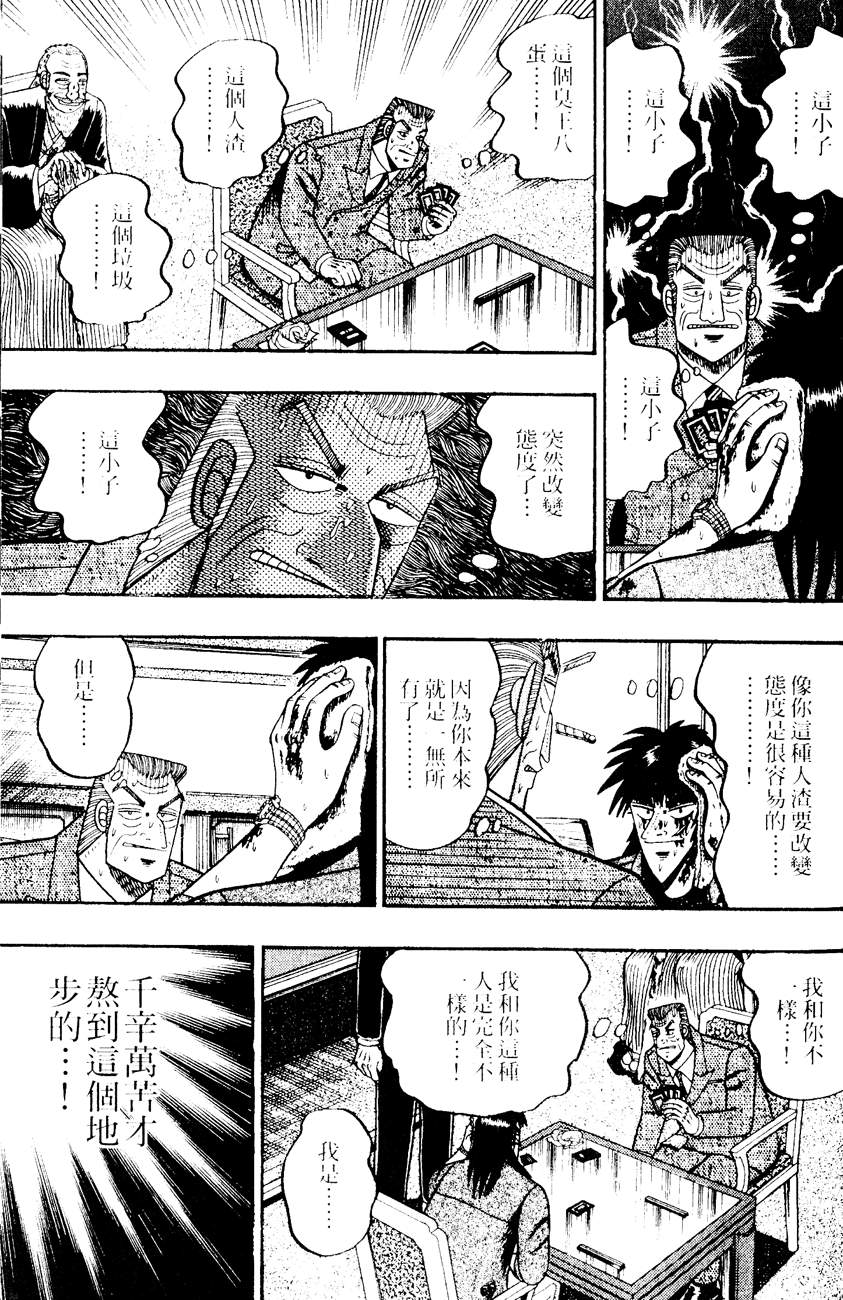 這小子
……！
這小子
……！
這小子
……！
這個臭王八
蛋……！
這個人渣
……！
這個垃圾
………！
突然改變
態度了…
這小子
……！
像你這種人渣要改變
態度是很容易的……
因為你本來
就是一無所
有了……
但是……
我和你不
一樣…！
我和你這種
人是完全不
一樣的…！
我是……
千辛萬苦才
熬到這個地
步的…！